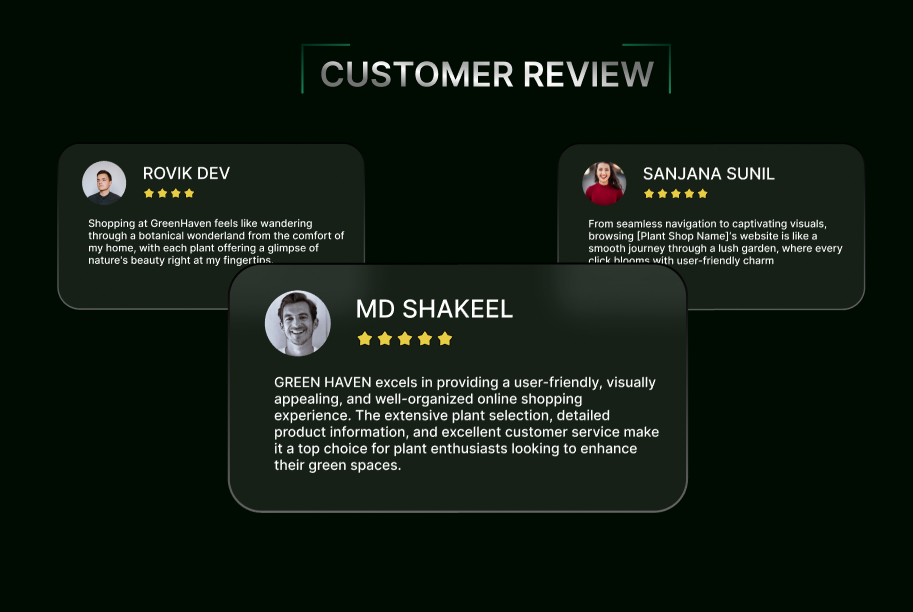 CUSTOMER REVIEW
ROVIK DEV
Shopping at GreenHaven feels like wandering
through a botanical wonderland from the comfort of
my home, with each plant offering a glimpse of
nature's beauty right at my fingertips.
SANJANA SUNIL
From seamless navigation to captivating visuals,
browsing [Plant Shop Name]'s website is like a
smooth journey through a lush garden, where every
click blooms with user-friendly charm
MD SHAKEEL
GREEN HAVEN excels in providing a user-friendly, visually
appealing, and well-organized online shopping
experience. The extensive plant selection, detailed
product information, and excellent customer service make
it a top choice for plant enthusiasts looking to enhance
their green spaces.